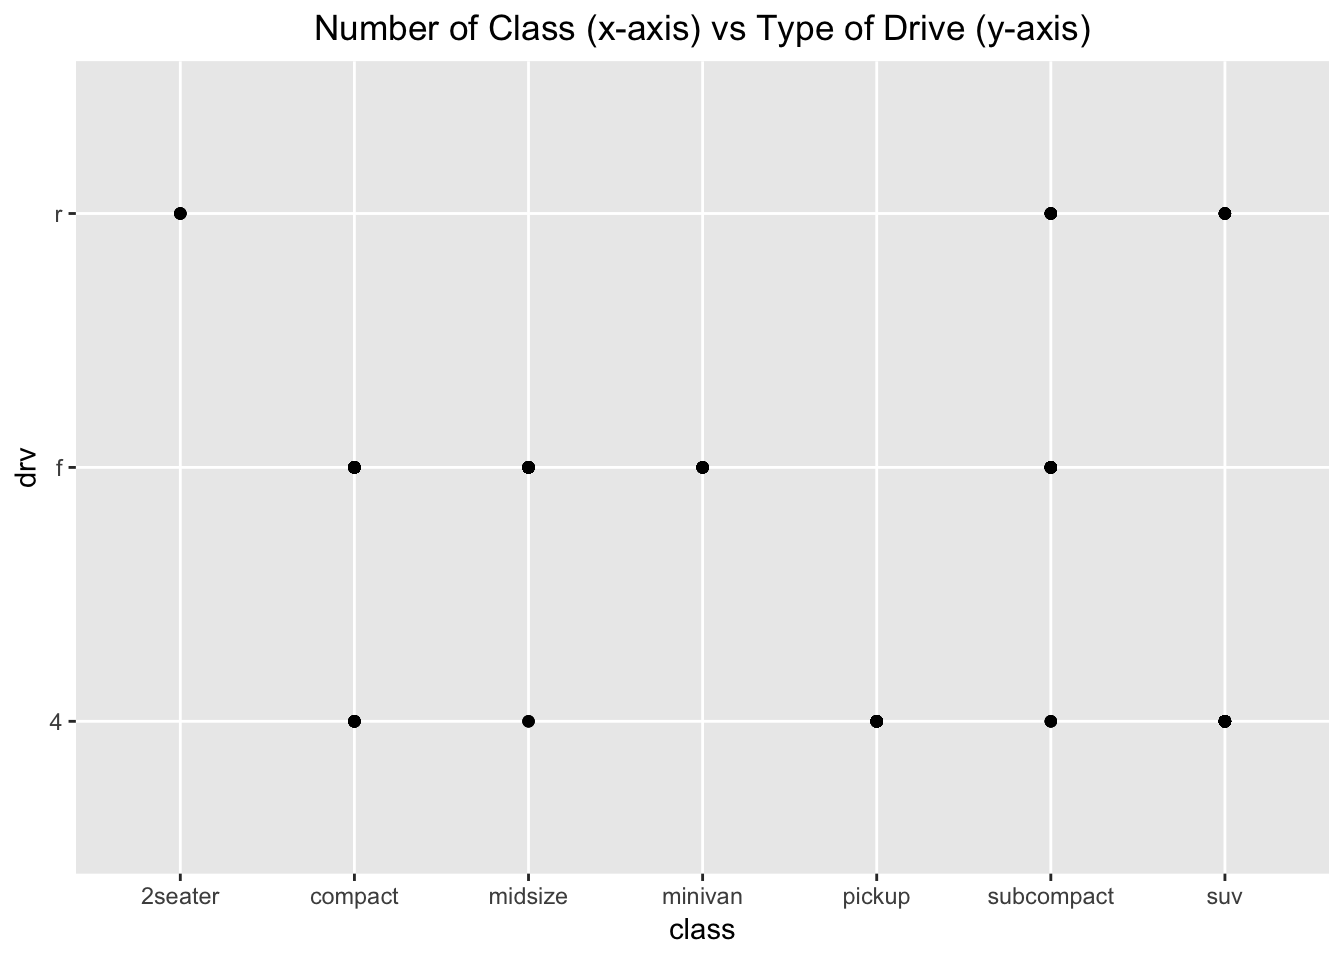 Number of Class (x-axis) vs Type of Drive (y-axis)
r
f
4
drv
2seater compact midsize minivan pickup subcompact suv
class